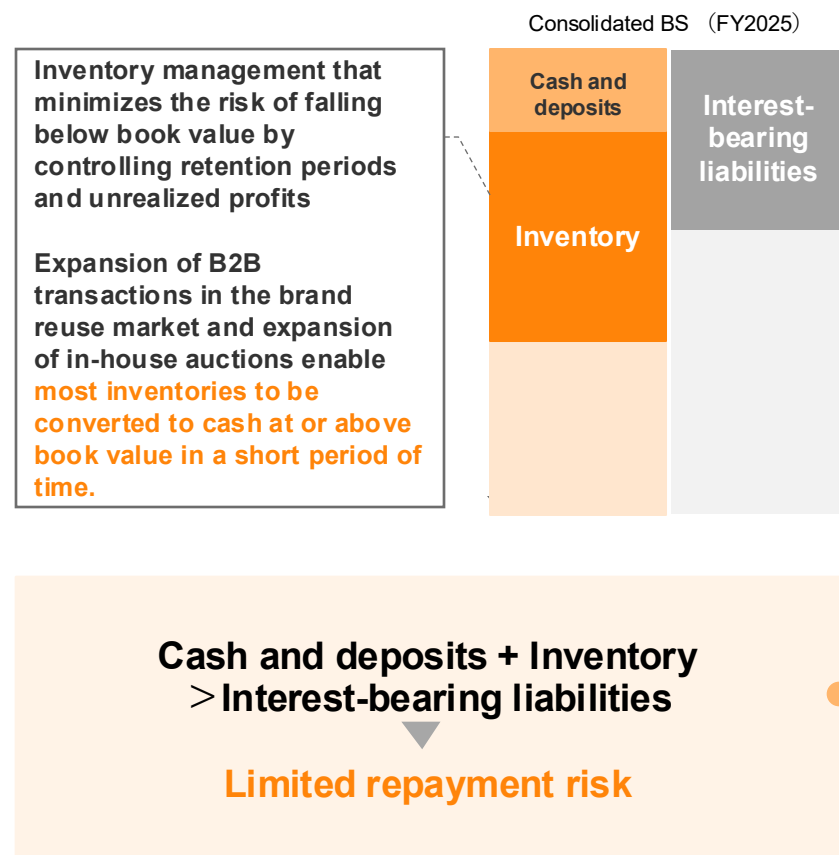 Consolidated BS （FY2025）
Inventory management that
minimizes the risk of falling
below book value by
controlling retention periods
and unrealized profits
Expansion of B2B
transactions in the brand
reuse market and expansion
of in-house auctions enable
most inventories to be
converted to cash at or above
book value in a short period of
time.
Cash and
deposits
Inventory
Interest-
bearing
liabilities
Cash and deposits + Inventory
＞Interest-bearing liabilities
Limited repayment risk